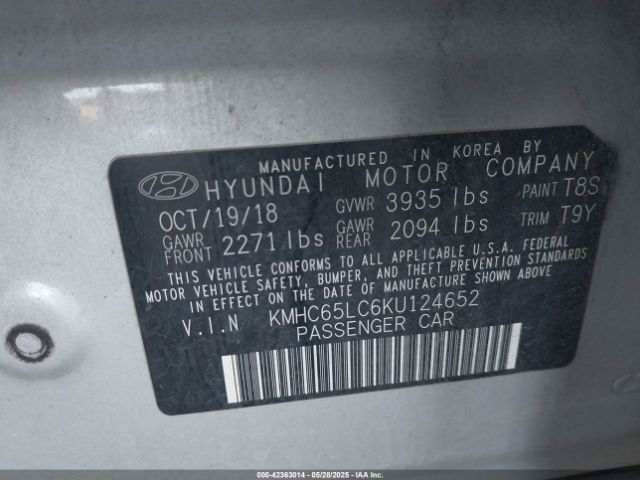 MANUFACTURED IN KOREA BY
HYUNDAI MOTOR COMPANY
OCT/19/18 GVWR 3935 lbs PAINT T8S
GAWR FRONT 2271 lbs GAWR REAR 2094 lbs TRIM T9Y
THIS VEHICLE CONFORMS TO ALL APPLICABLE U.S.A. FEDERAL
MOTOR VEHICLE SAFETY, BUMPER, AND THEFT PREVENTION STANDARDS
IN EFFECT ON THE DATE OF MANUFACTURE SHOWN ABOVE
V.I.N KMHC65LC6KU124652
PASSENGER CAR
000-42363014 - 05/28/2025 - IAAI.COM